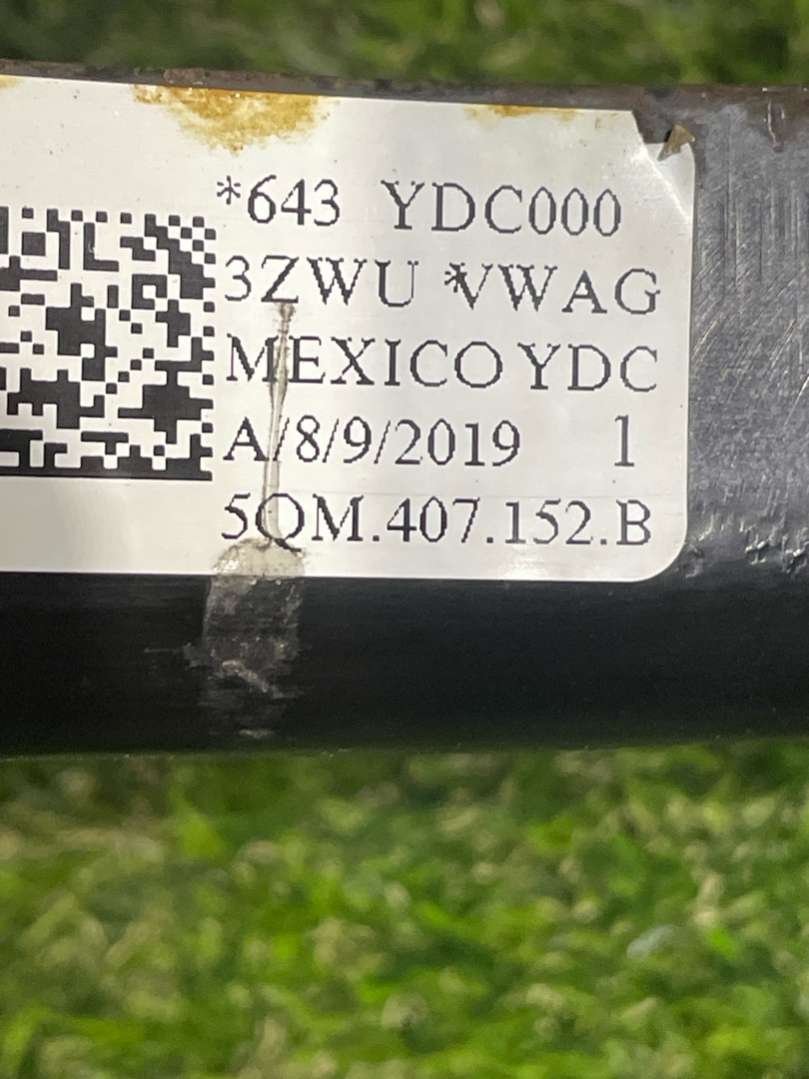 *643 YDC000
3ZWU *VWAG
MEXICO YDC
A/8/9/2019 1
5QM.407.152.B